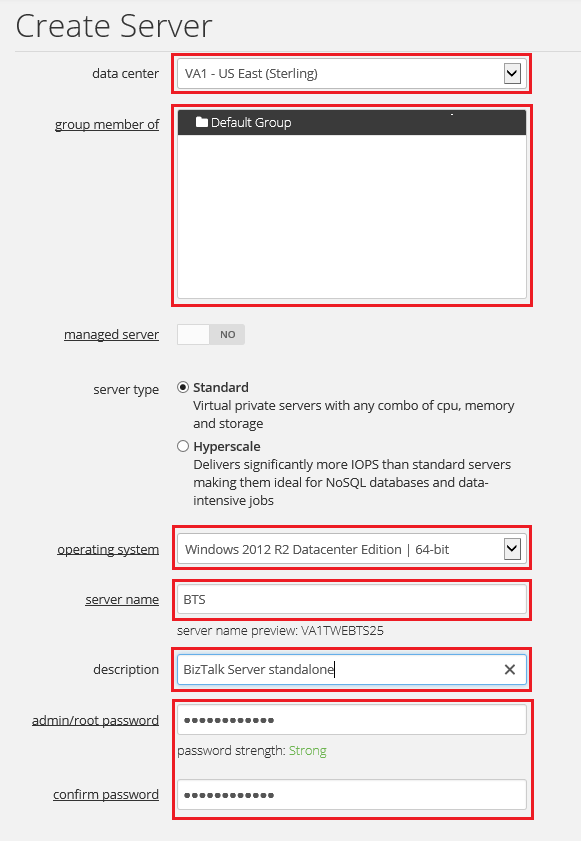 Create Server
data center
VA1 - US East (Sterling)
group member of
Default Group
managed server
NO
server type
Standard
Virtual private servers with any combo of cpu, memory
and storage
Hyperscale
Delivers significantly more IOPS than standard servers
making them ideal for NoSQL databases and data-
intensive jobs
operating system
Windows 2012 R2 Datacenter Edition | 64-bit
server name
BTS
server name preview: VA1TWEBTS25
description
BizTalk Server standalone
admin/root password
●●●●●●●●●●●●
password strength: Strong
confirm password
●●●●●●●●●●●●